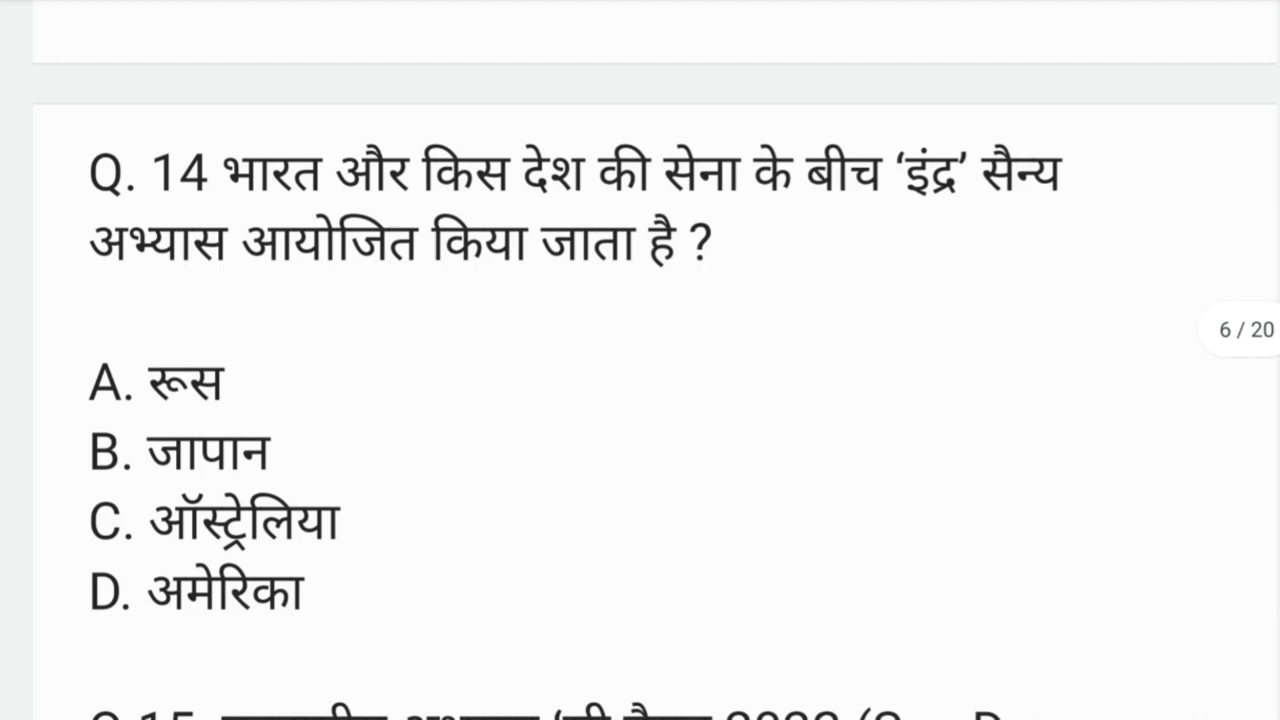 Q. 14 भारत और किस देश की सेना के बीच ‘इंद्र’ सैन्य
अभ्यास आयोजित किया जाता है ?
6 / 20
A. रूस
B. जापान
C. ऑस्ट्रेलिया
D. अमेरिका